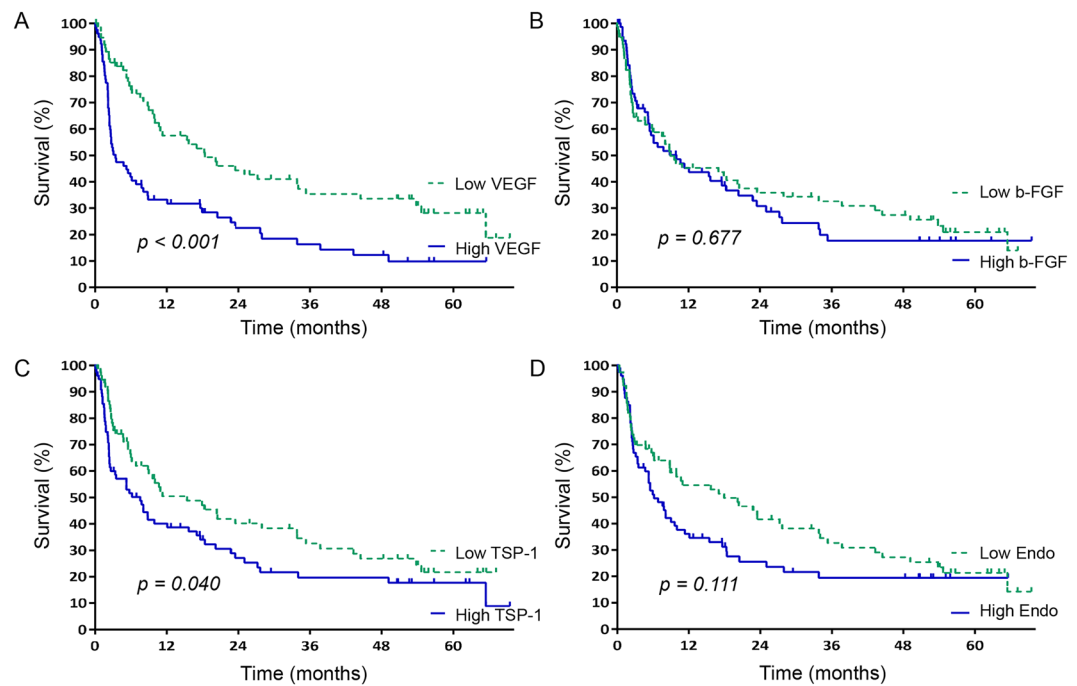 A
100
90
80
70
60
50
40
30
20
10
0
Survival (%)
Low VEGF
High VEGF
p < 0.001
0 12 24 36 48 60
Time (months)
B
100
90
80
70
60
50
40
30
20
10
0
Survival (%)
Low b-FGF
p = 0.677
High b-FGF
0 12 24 36 48 60
Time (months)
C
100
90
80
70
60
50
40
30
20
10
0
Survival (%)
Low TSP-1
p = 0.040
High TSP-1
0 12 24 36 48 60
Time (months)
D
100
90
80
70
60
50
40
30
20
10
0
Survival (%)
Low Endo
p = 0.111
High Endo
0 12 24 36 48 60
Time (months)